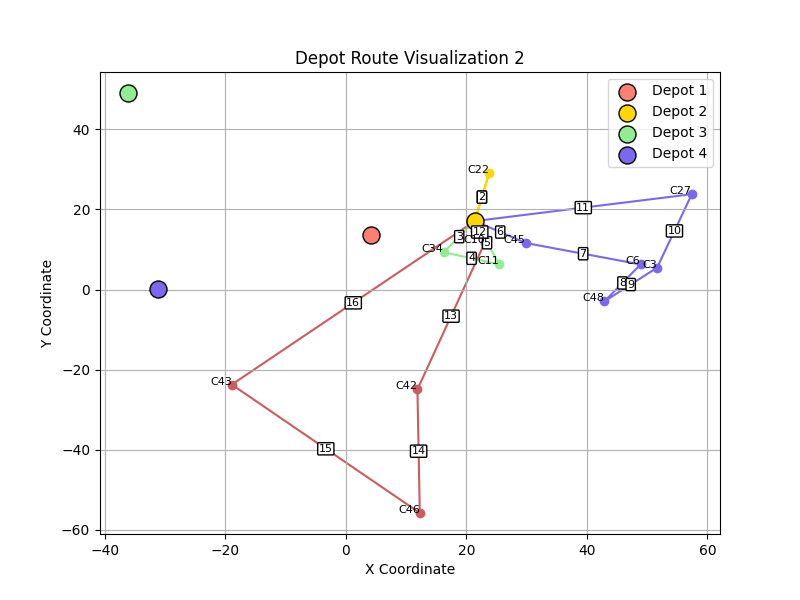 Depot Route Visualization 2
Depot 1
Depot 2
Depot 3
Depot 4
Y Coordinate
X Coordinate
40
20
0
−20
−40
−60
−40
−20
0
20
40
60
C22
2
C27
11
10
C34
3
12
6
C45
5
4
C11
7
C6
C3
8
9
C48
16
13
C43
C42
15
14
C46